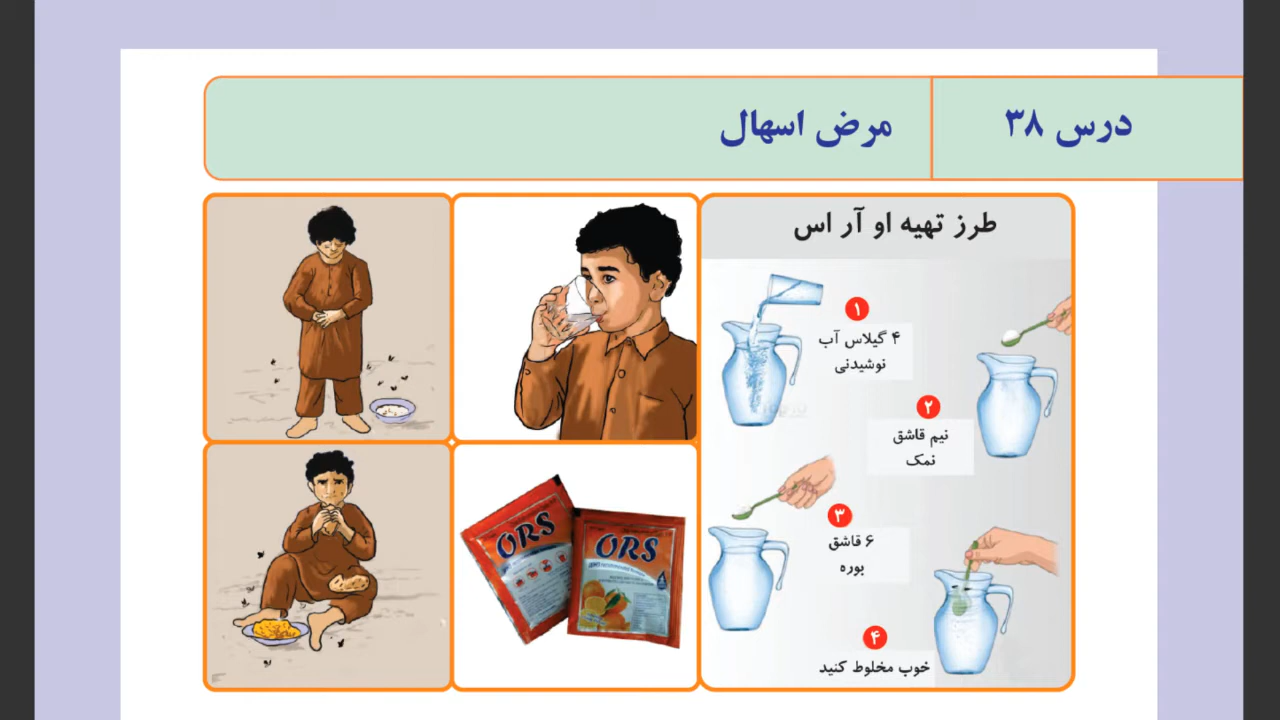 درس ۳۸
مرض اسهال
طرز تهیه او آر اس
۱
۴ گیلاس آب
نوشیدنی
۲
نیم قاشق
نمک
۳
۶ قاشق
بوره
۴
خوب مخلوط کنید
ORS
ORS